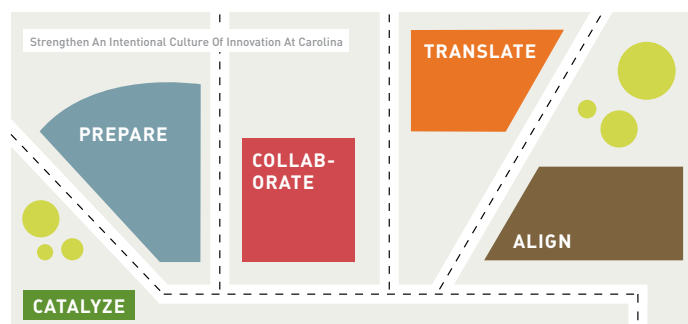 Strengthen An Intentional Culture Of Innovation At Carolina
TRANSLATE
PREPARE
COLLAB-
ORATE
ALIGN
CATALYZE